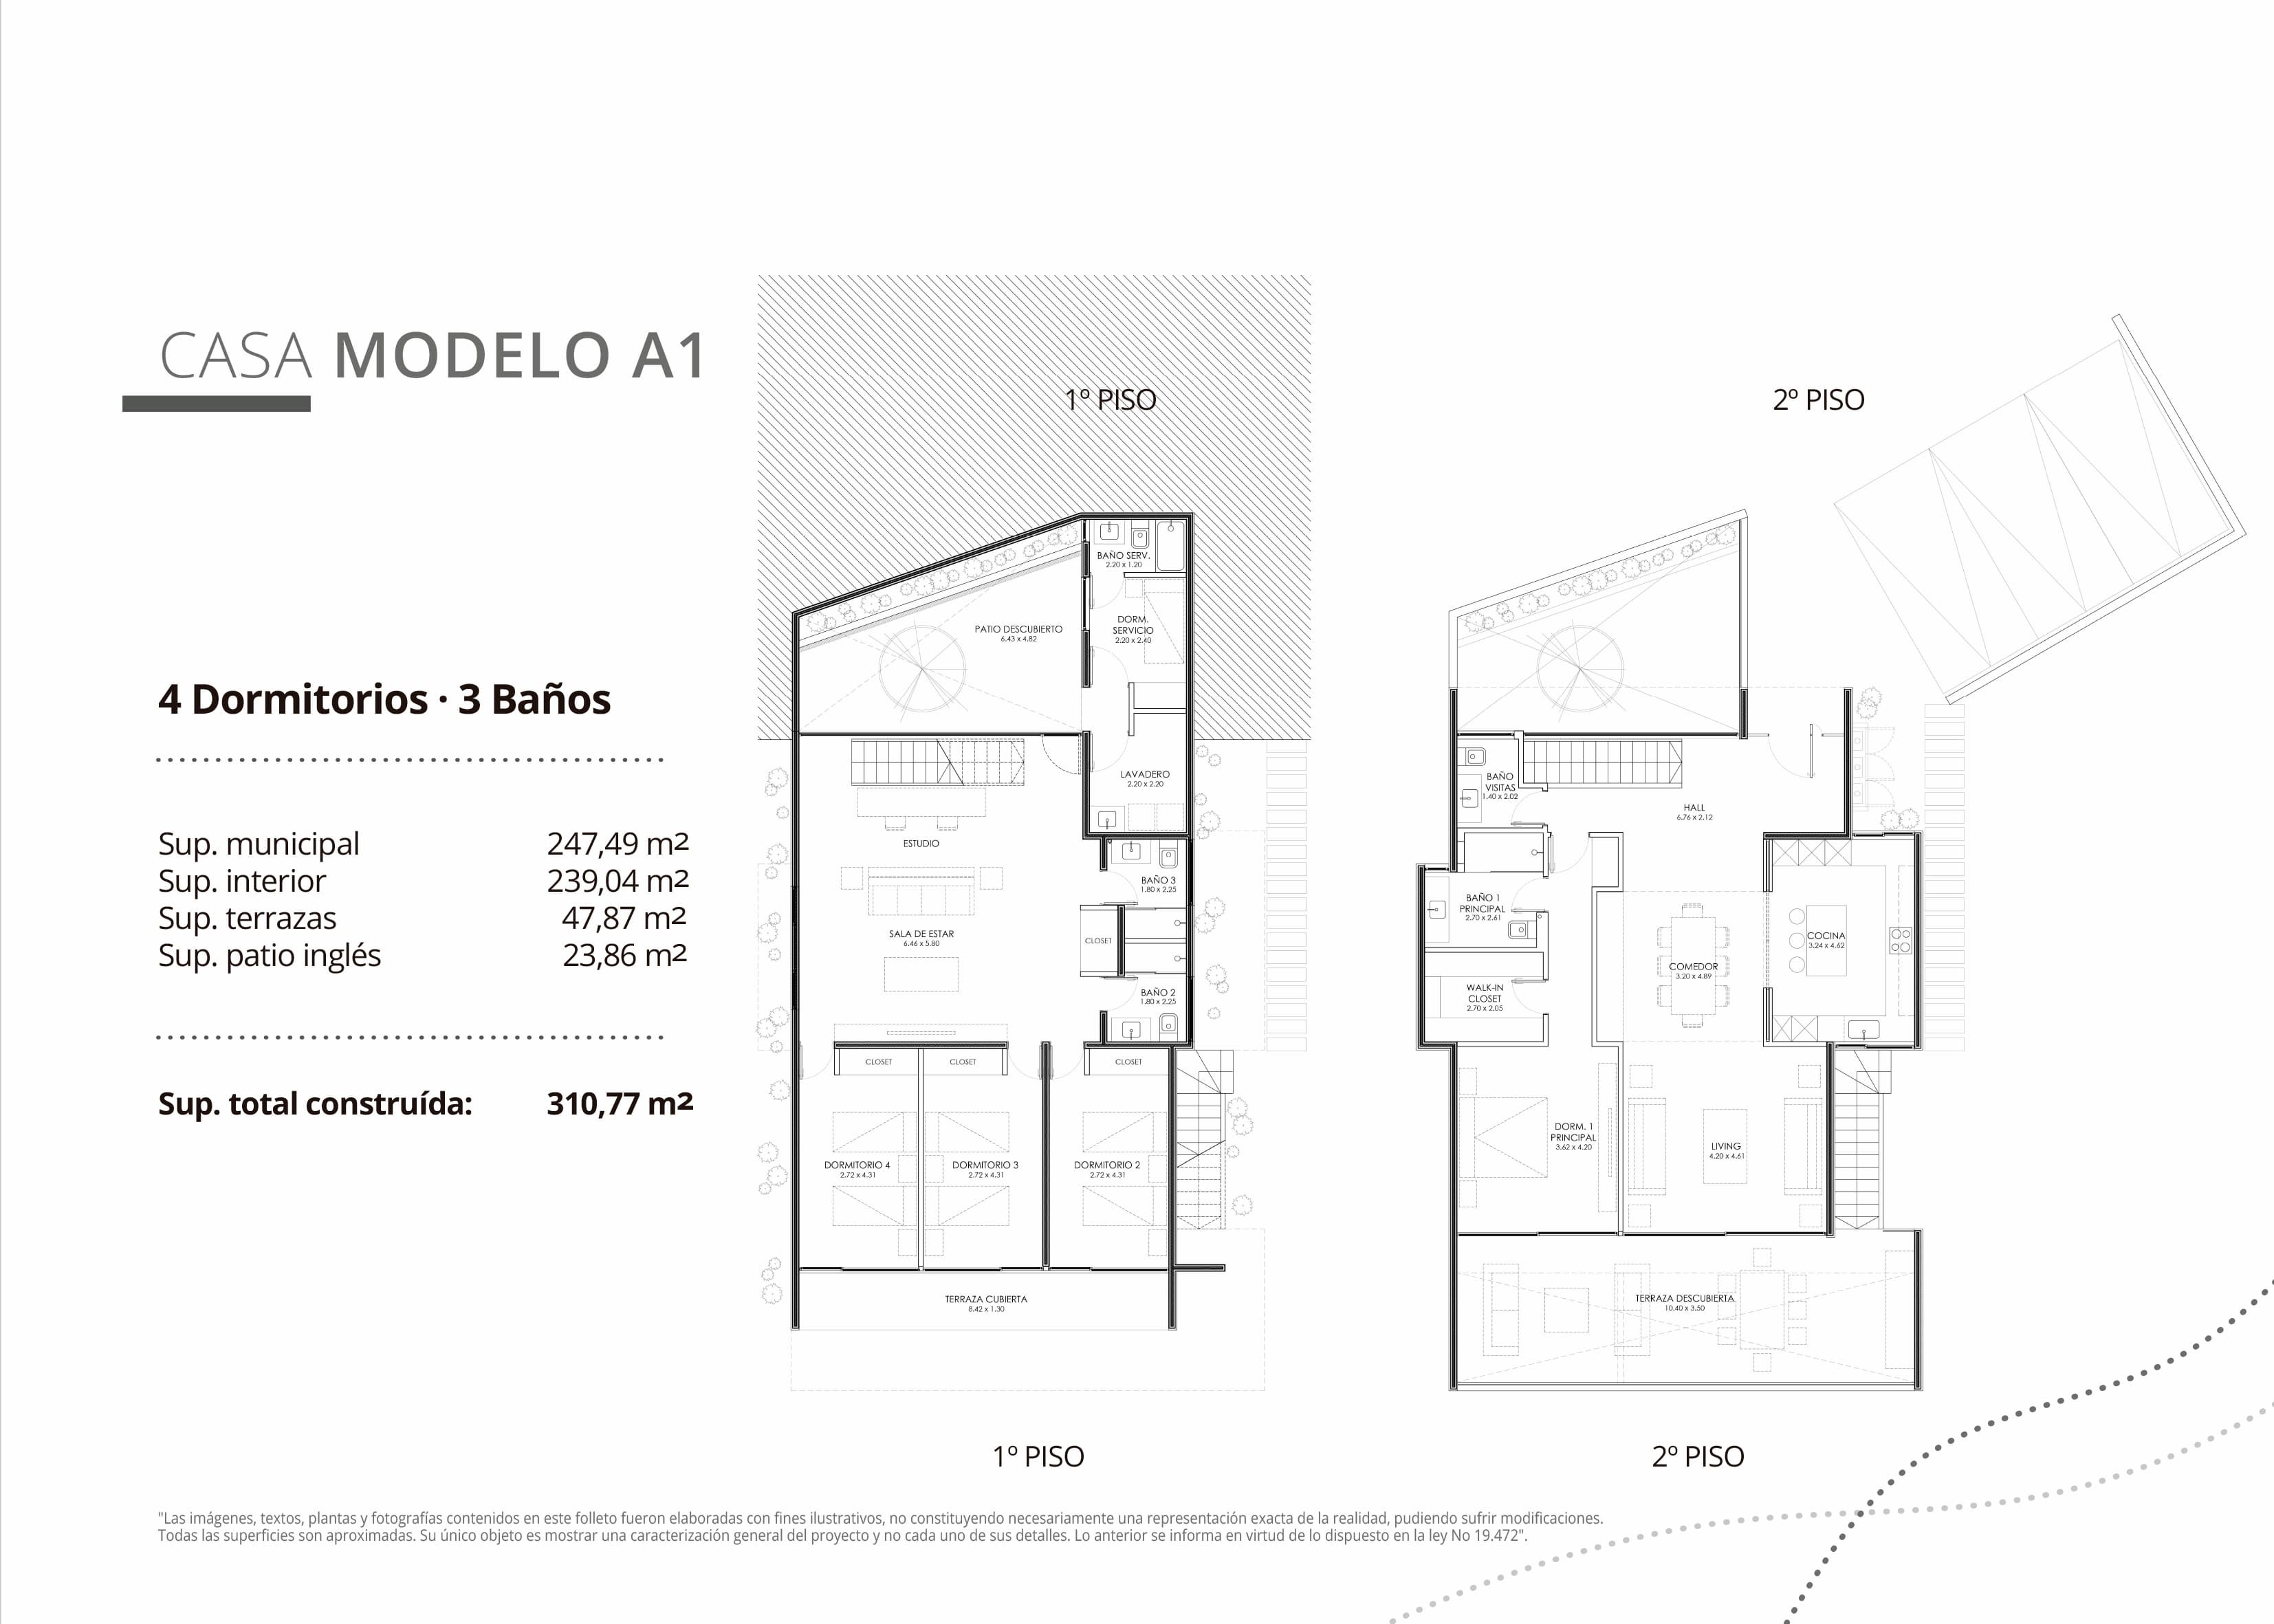 CASA MODELO A1
4 Dormitorios · 3 Baños
Sup. municipal 247,49 m²
Sup. interior 239,04 m²
Sup. terrazas 47,87 m²
Sup. patio inglés 23,86 m²
Sup. total construída: 310,77 m²
1º PISO
BAÑO SERV.
2.20 x 1.20
DORM.
SERVICIO
2.20 x 2.40
PATIO DESCUBIERTO
6.43 x 4.82
LAVADERO
2.20 x 2.20
ESTUDIO
BAÑO 3
1.80 x 2.25
SALA DE ESTAR
6.46 x 5.80
CLOSET
BAÑO 2
1.80 x 2.25
CLOSET
CLOSET
CLOSET
DORMITORIO 4
2.72 x 4.31
DORMITORIO 3
2.72 x 4.31
DORMITORIO 2
2.72 x 4.31
TERRAZA CUBIERTA
8.42 x 1.30
1º PISO
2º PISO
BAÑO
VISITAS
1.40 x 2.02
HALL
6.76 x 2.12
BAÑO 1
PRINCIPAL
2.70 x 2.61
COCINA
3.24 x 4.62
COMEDOR
3.20 x 4.89
WALK-IN
CLOSET
2.70 x 2.05
DORM. 1
PRINCIPAL
3.62 x 4.20
LIVING
4.20 x 4.61
TERRAZA DESCUBIERTA
10.40 x 3.50
2º PISO
"Las imágenes, textos, plantas y fotografías contenidos en este folleto fueron elaboradas con fines ilustrativos, no constituyendo necesariamente una representación exacta de la realidad, pudiendo sufrir modificaciones.
Todas las superficies son aproximadas. Su único objeto es mostrar una caracterización general del proyecto y no cada uno de sus detalles. Lo anterior se informa en virtud de lo dispuesto en la ley No 19.472".